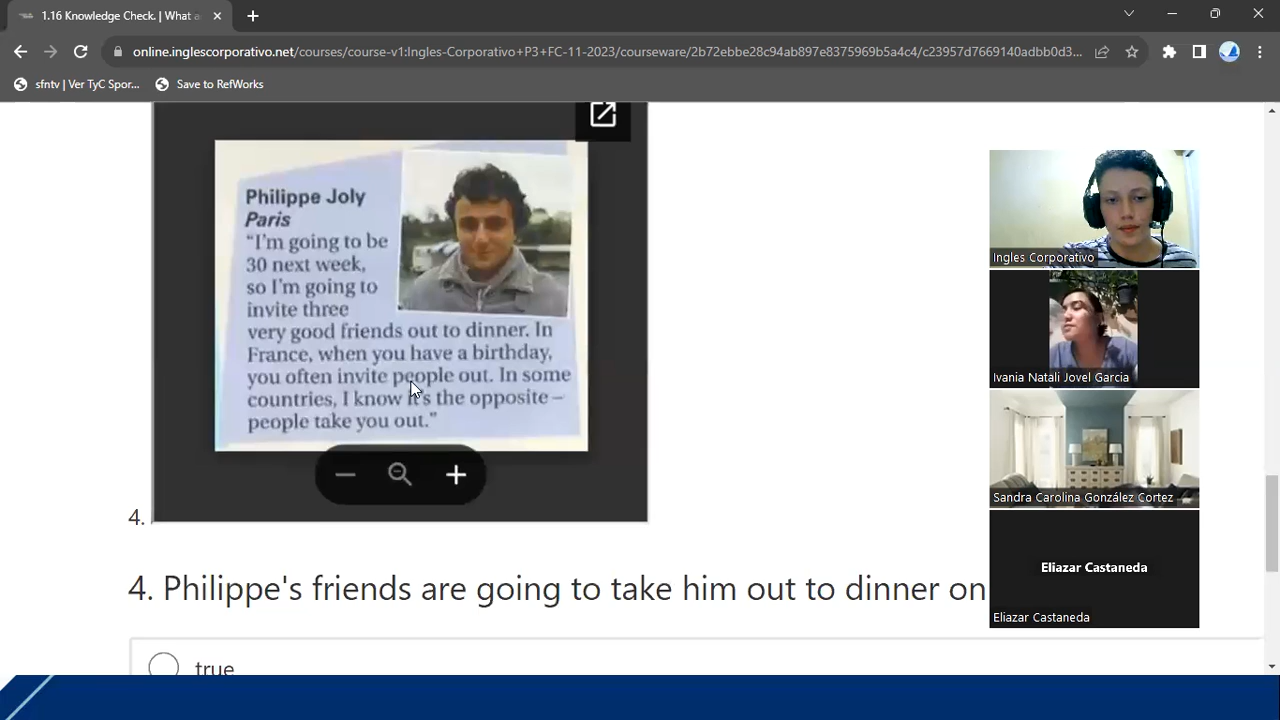 1.16 Knowledge Check. | What a
online.inglescorporativo.net/courses/course-v1:Ingles-Corporativo+P3+FC-11-2023/courseware/2b72ebbe28c94ab897e8375969b5a4c4/c23957d7669140adbb0d3...
sfntv | Ver TyC Spor...
Save to RefWorks
Philippe Joly
Paris
"I'm going to be
30 next week,
so I'm going to
invite three
very good friends out to dinner. In
France, when you have a birthday,
you often invite people out. In some
countries, I know it's the opposite –
people take you out."
4.
4. Philippe's friends are going to take him out to dinner on
true
Ingles Corporativo
Ivania Natali Jovel Garcia
Sandra Carolina González Cortez
Eliazar Castaneda
Eliazar Castaneda